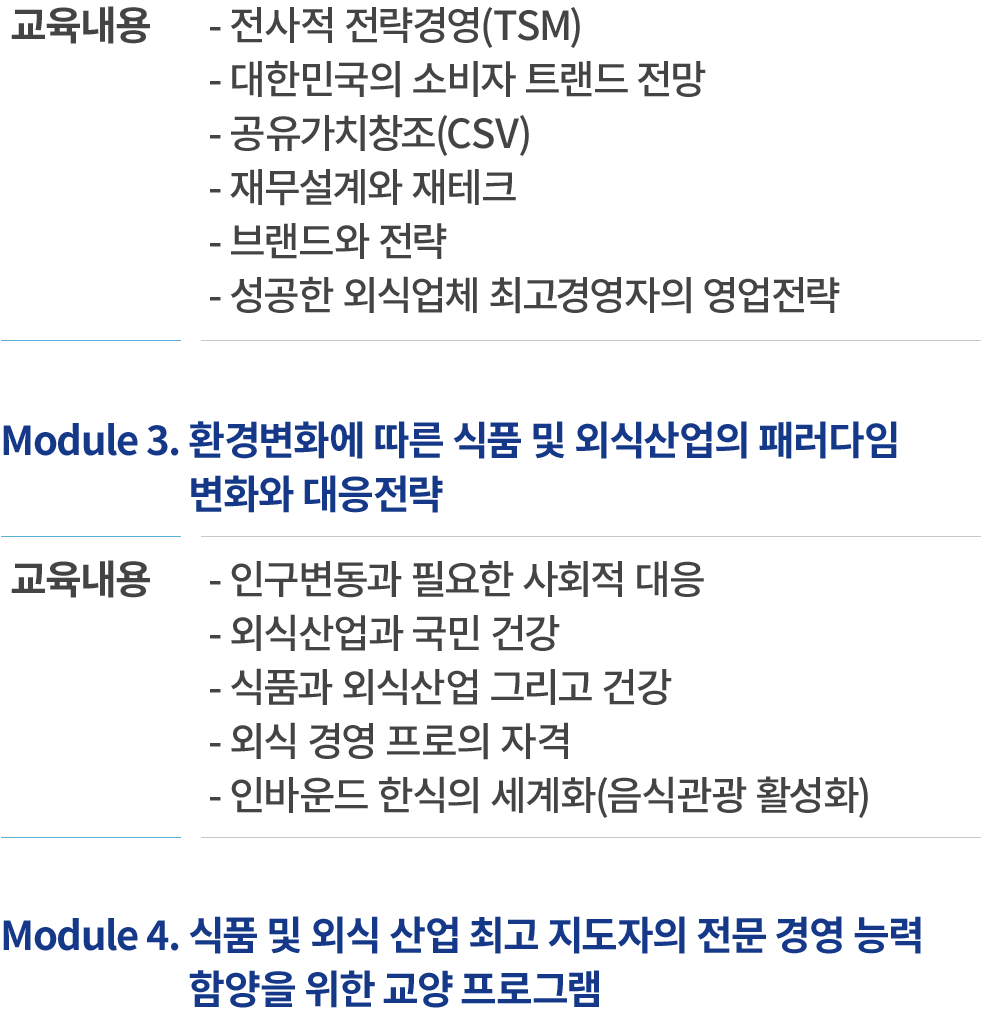 교육내용 - 전사적 전략경영(TSM)
- 대한민국의 소비자 트랜드 전망
- 공유가치창조(CSV)
- 재무설계와 재테크
- 브랜드와 전략
- 성공한 외식업체 최고경영자의 영업전략
Module 3. 환경변화에 따른 식품 및 외식산업의 패러다임
변화와 대응전략
교육내용 - 인구변동과 필요한 사회적 대응
- 외식산업과 국민 건강
- 식품과 외식산업 그리고 건강
- 외식 경영 프로의 자격
- 인바운드 한식의 세계화(음식관광 활성화)
Module 4. 식품 및 외식 산업 최고 지도자의 전문 경영 능력
함양을 위한 교양 프로그램